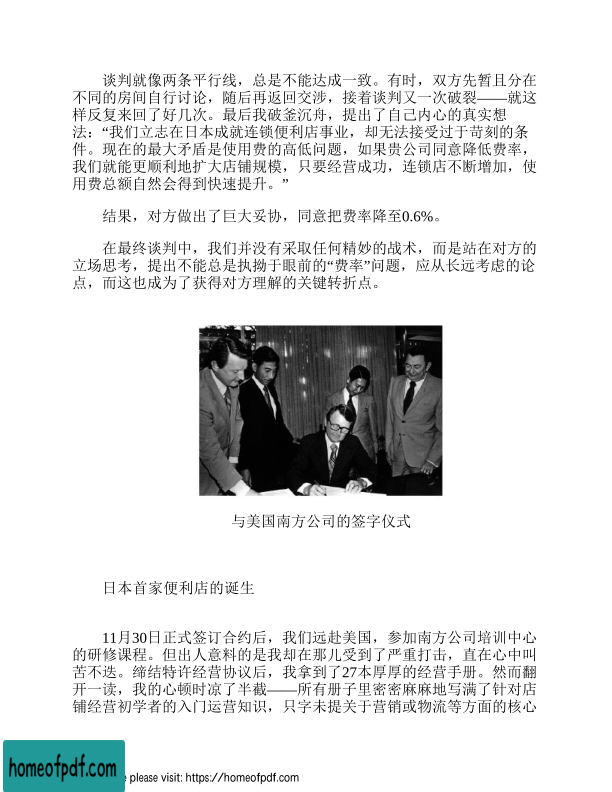 谈判就像两条平行线，总是不能达成一致。有时，双方先暂且分在
不同的房间自行讨论，随后再返回交涉，接着谈判又一次破裂——就这
样反复来回了好几次。最后我破釜沉舟，提出了自己内心的真实想
法：“我们立志在日本成就连锁便利店事业，却无法接受过于苛刻的条
件。现在的最大矛盾是使用费的高低问题，如果贵公司同意降低费率，
我们就能更顺利地扩大店铺规模，只要经营成功，连锁店不断增加，使
用费总额自然会得到快速提升。”
结果，对方做出了巨大妥协，同意把费率降至0.6%。
在最终谈判中，我们并没有采取任何精妙的战术，而是站在对方的
立场思考，提出不能总是执拗于眼前的“费率”问题，应从长远考虑的论
点，而这也成为了获得对方理解的关键转折点。
与美国南方公司的签字仪式
日本首家便利店的诞生
11月30日正式签订合约后，我们远赴美国，参加南方公司培训中心
的研修课程。但出人意料的是我却在那儿受到了严重打击，直在心中叫
苦不迭。缔结特许经营协议后，我拿到了27本厚厚的经营手册。然而翻
开一读，我的心顿时凉了半截——所有册子里密密麻麻地写满了针对店
铺经营初学者的入门运营知识，只字未提关于营销或物流等方面的核心
homeofpdf.com
e please visit: https://homeofpdf.com